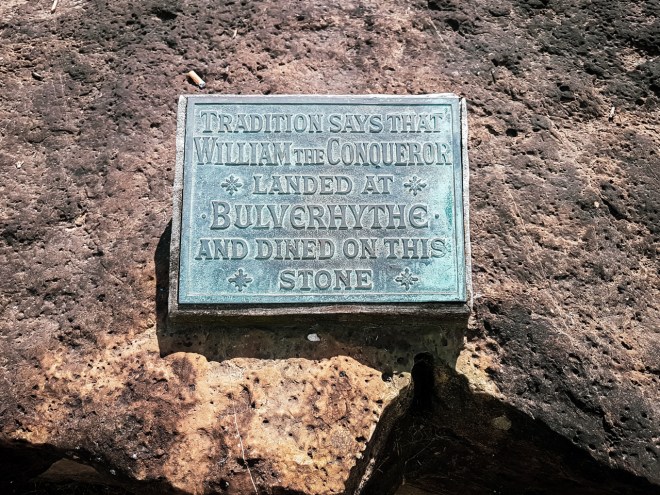 TRADITION SAYS THAT
WILLIAM THE CONQUEROR
LANDED AT
· BULVERHYTHE ·
AND DINED ON THIS
STONE